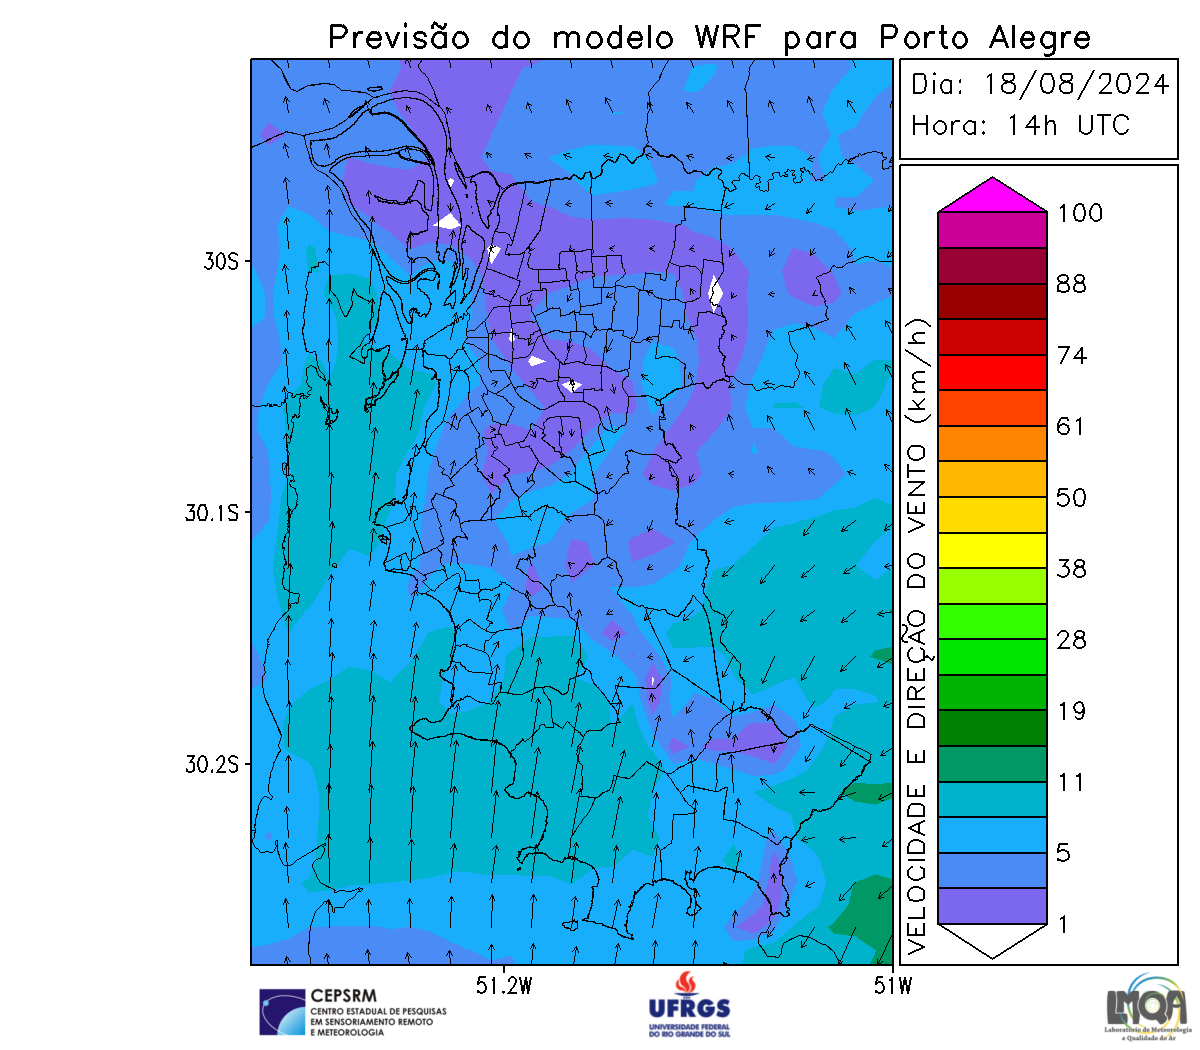 Previsão do modelo WRF para Porto Alegre
Dia: 18/08/2024
Hora: 14h UTC
30S
30.1S
30.2S
51.2W
51W
VELOCIDADE E DIREÇÃO DO VENTO (km/h)
100
88
74
61
50
38
28
19
11
5
1
CEPSRM
CENTRO ESTADUAL DE PESQUISAS
EM SENSORIAMENTO REMOTO
E METEOROLOGIA
UFRGS
UNIVERSIDADE FEDERAL
DO RIO GRANDE DO SUL
LMQA
Laboratório de Meteorologia
e Qualidade do Ar